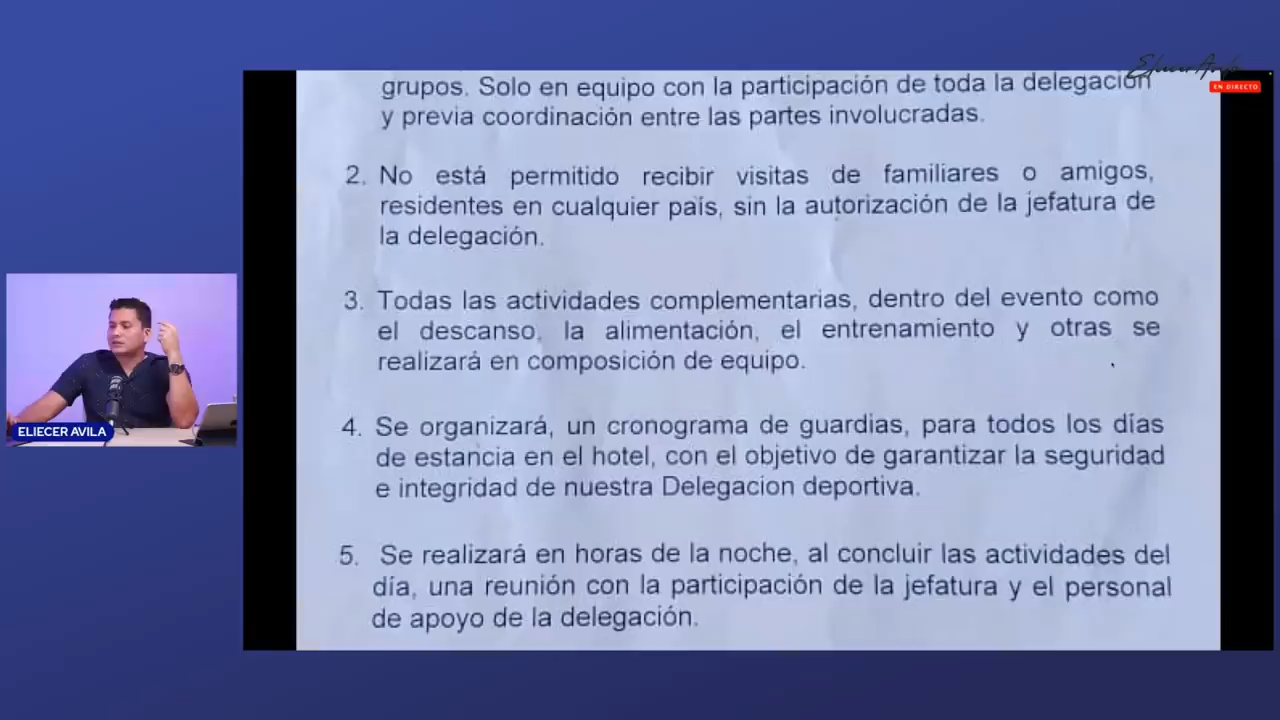 Eliecer Avila
EN DIRECTO
grupos. Solo en equipo con la participación de toda la delegación
y previa coordinación entre las partes involucradas.
2. No está permitido recibir visitas de familiares o amigos,
residentes en cualquier país, sin la autorización de la jefatura de
la delegación.
3. Todas las actividades complementarias, dentro del evento como
el descanso, la alimentación, el entrenamiento y otras se
realizará en composición de equipo.
4. Se organizará, un cronograma de guardias, para todos los días
de estancia en el hotel, con el objetivo de garantizar la seguridad
e integridad de nuestra Delegacion deportiva.
5. Se realizará en horas de la noche, al concluir las actividades del
día, una reunión con la participación de la jefatura y el personal
de apoyo de la delegación.
ELIECER AVILA